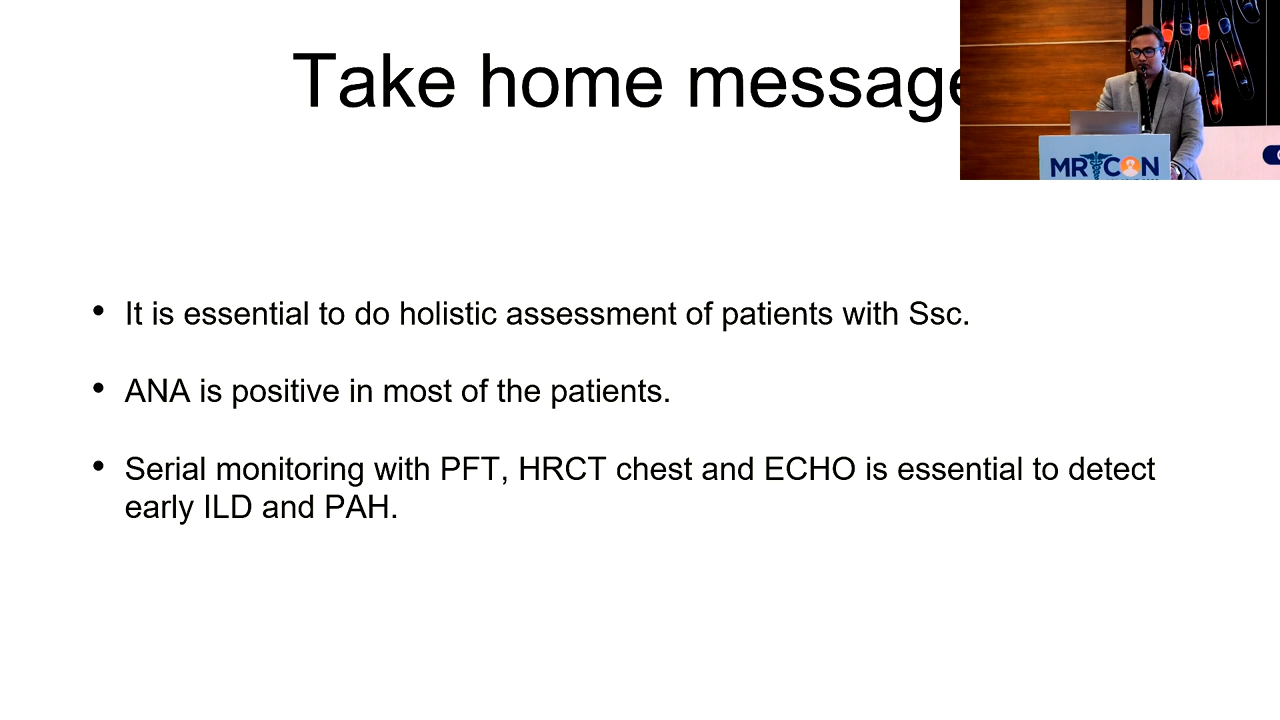 Take home message
• It is essential to do holistic assessment of patients with Ssc.
• ANA is positive in most of the patients.
• Serial monitoring with PFT, HRCT chest and ECHO is essential to detect
early ILD and PAH.
MRTCON